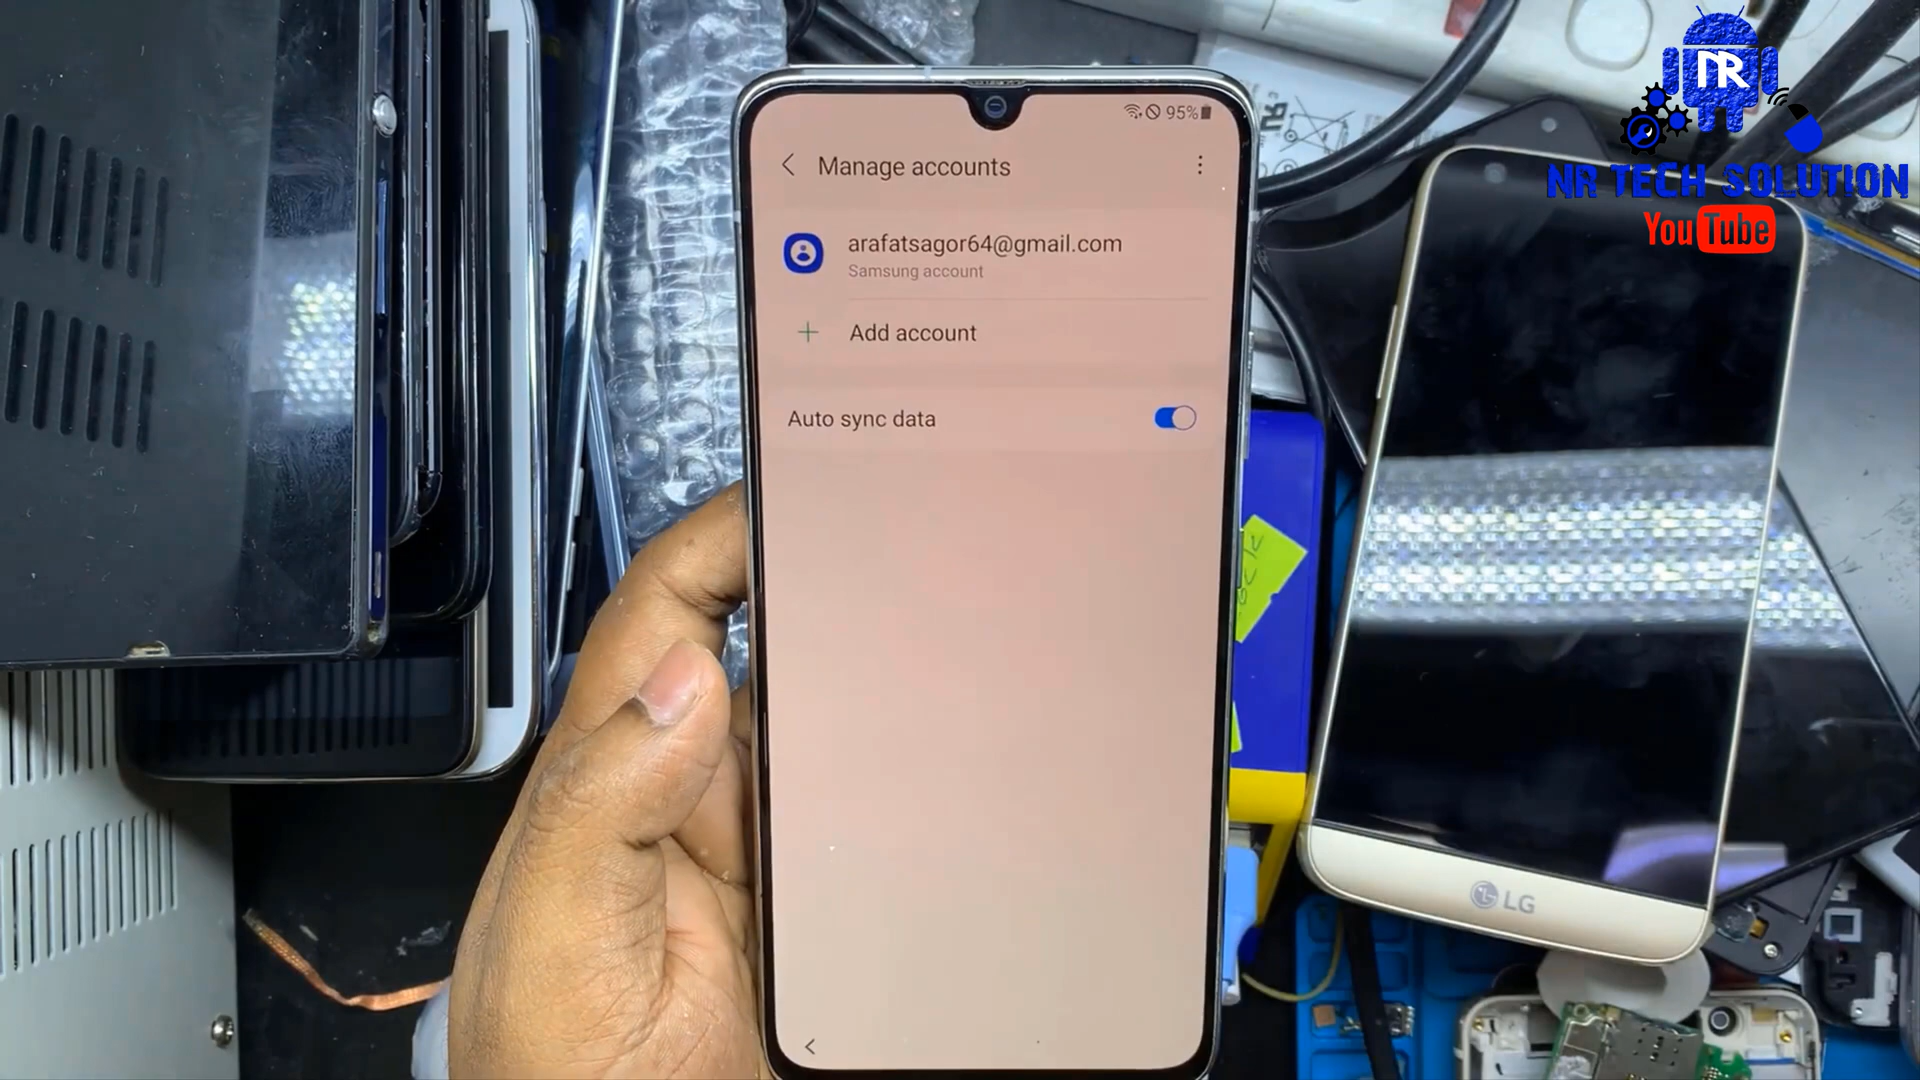 95%
Manage accounts
arafatsagor64@gmail.com
Samsung account
Add account
Auto sync data
NR
NR TECH SOLUTION
YouTube
LG